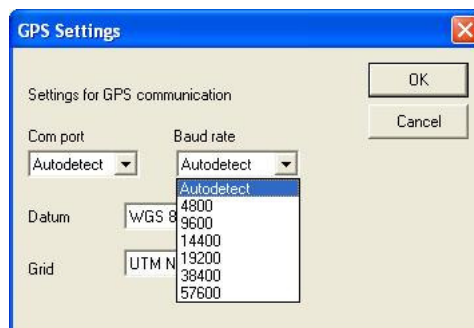 GPS Settings
OK
Settings for GPS communication
Cancel
Com port
Baud rate
Autodetect
Autodetect
Autodetect
4800
Datum
WGS 8
9600
14400
19200
Grid
UTM N
38400
57600